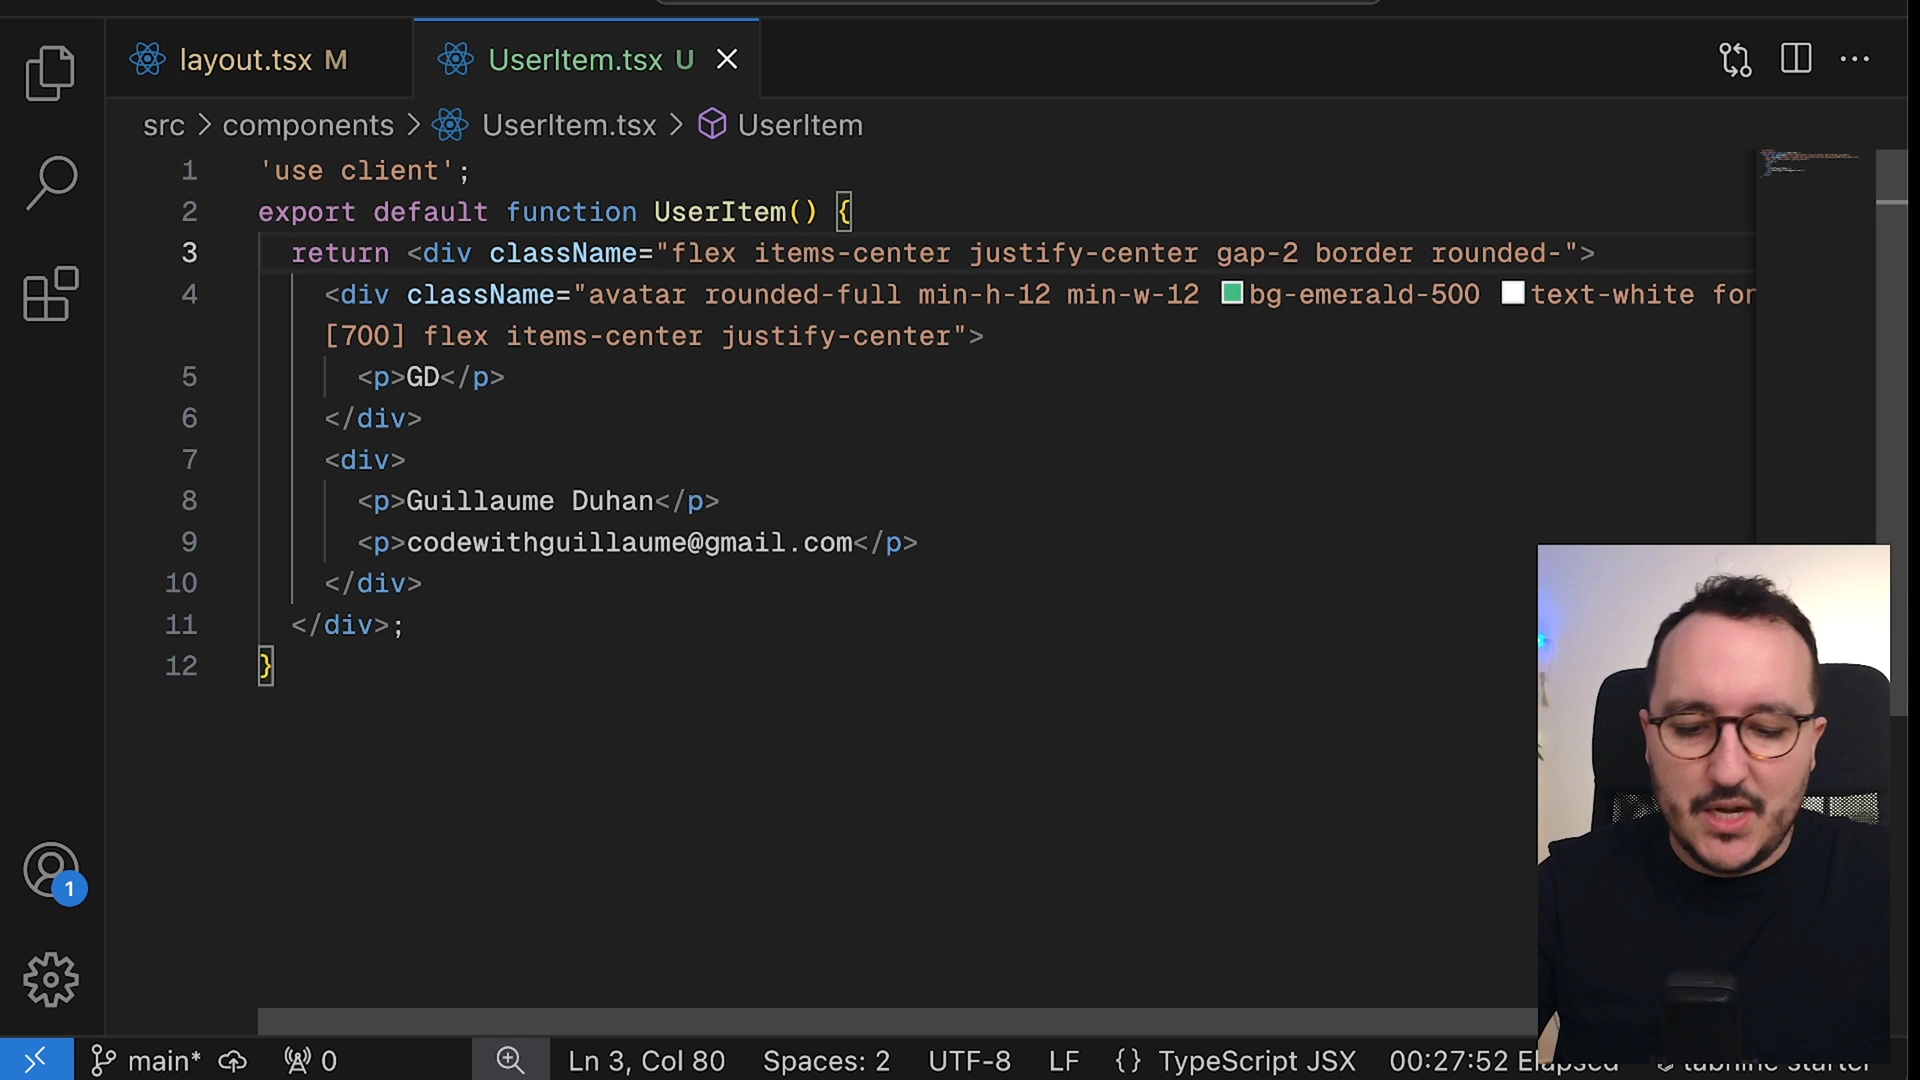 layout.tsx M
UserItem.tsx U
src > components > UserItem.tsx > UserItem
1 'use client';
2 export default function UserItem() {
3 return <div className="flex items-center justify-center gap-2 border rounded-">
4 <div className="avatar rounded-full min-h-12 min-w-12 bg-emerald-500 text-white fon
[700] flex items-center justify-center">
5 <p>GD</p>
6 </div>
7 <div>
8 <p>Guillaume Duhan</p>
9 <p>codewithguillaume@gmail.com</p>
10 </div>
11 </div>;
12 }
1
main* 0 Ln 3, Col 80 Spaces: 2 UTF-8 LF {} TypeScript JSX 00:27:52 Elapsed tabnine starter